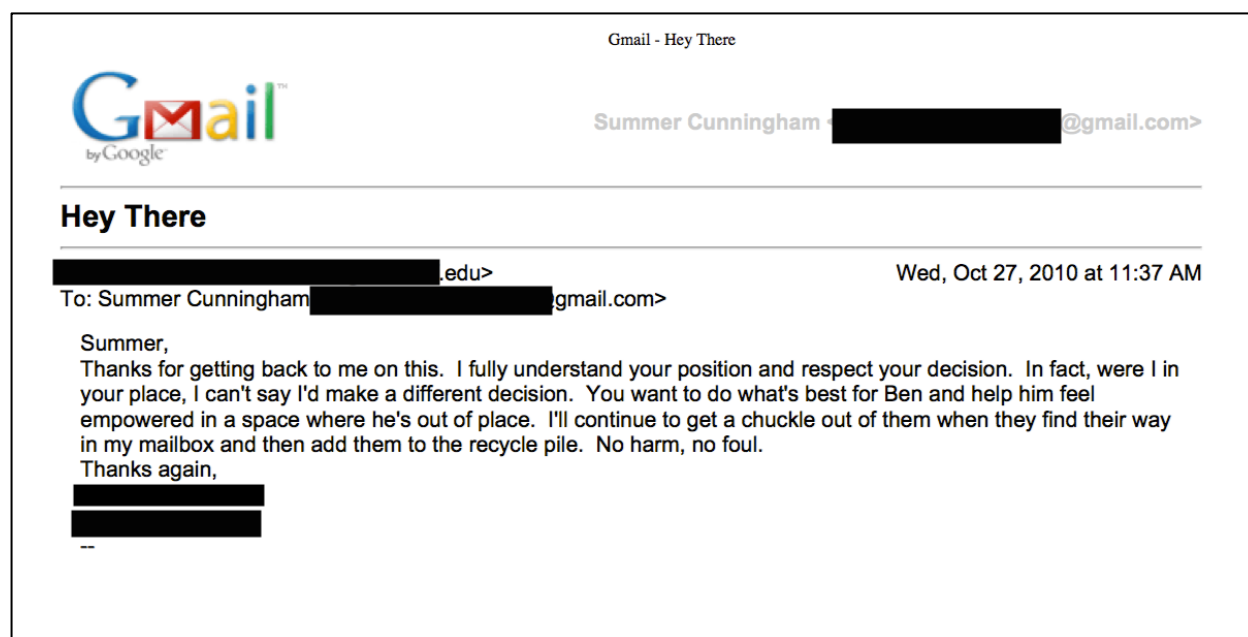 Gmail - Hey There
Gmail™
by Google™
Summer Cunningham < @gmail.com>
Hey There
.edu> Wed, Oct 27, 2010 at 11:37 AM
To: Summer Cunningham gmail.com>
Summer,
Thanks for getting back to me on this.  I fully understand your position and respect your decision.  In fact, were I in
your place, I can't say I'd make a different decision.  You want to do what's best for Ben and help him feel
empowered in a space where he's out of place.  I'll continue to get a chuckle out of them when they find their way
in my mailbox and then add them to the recycle pile.  No harm, no foul.
Thanks again,
--